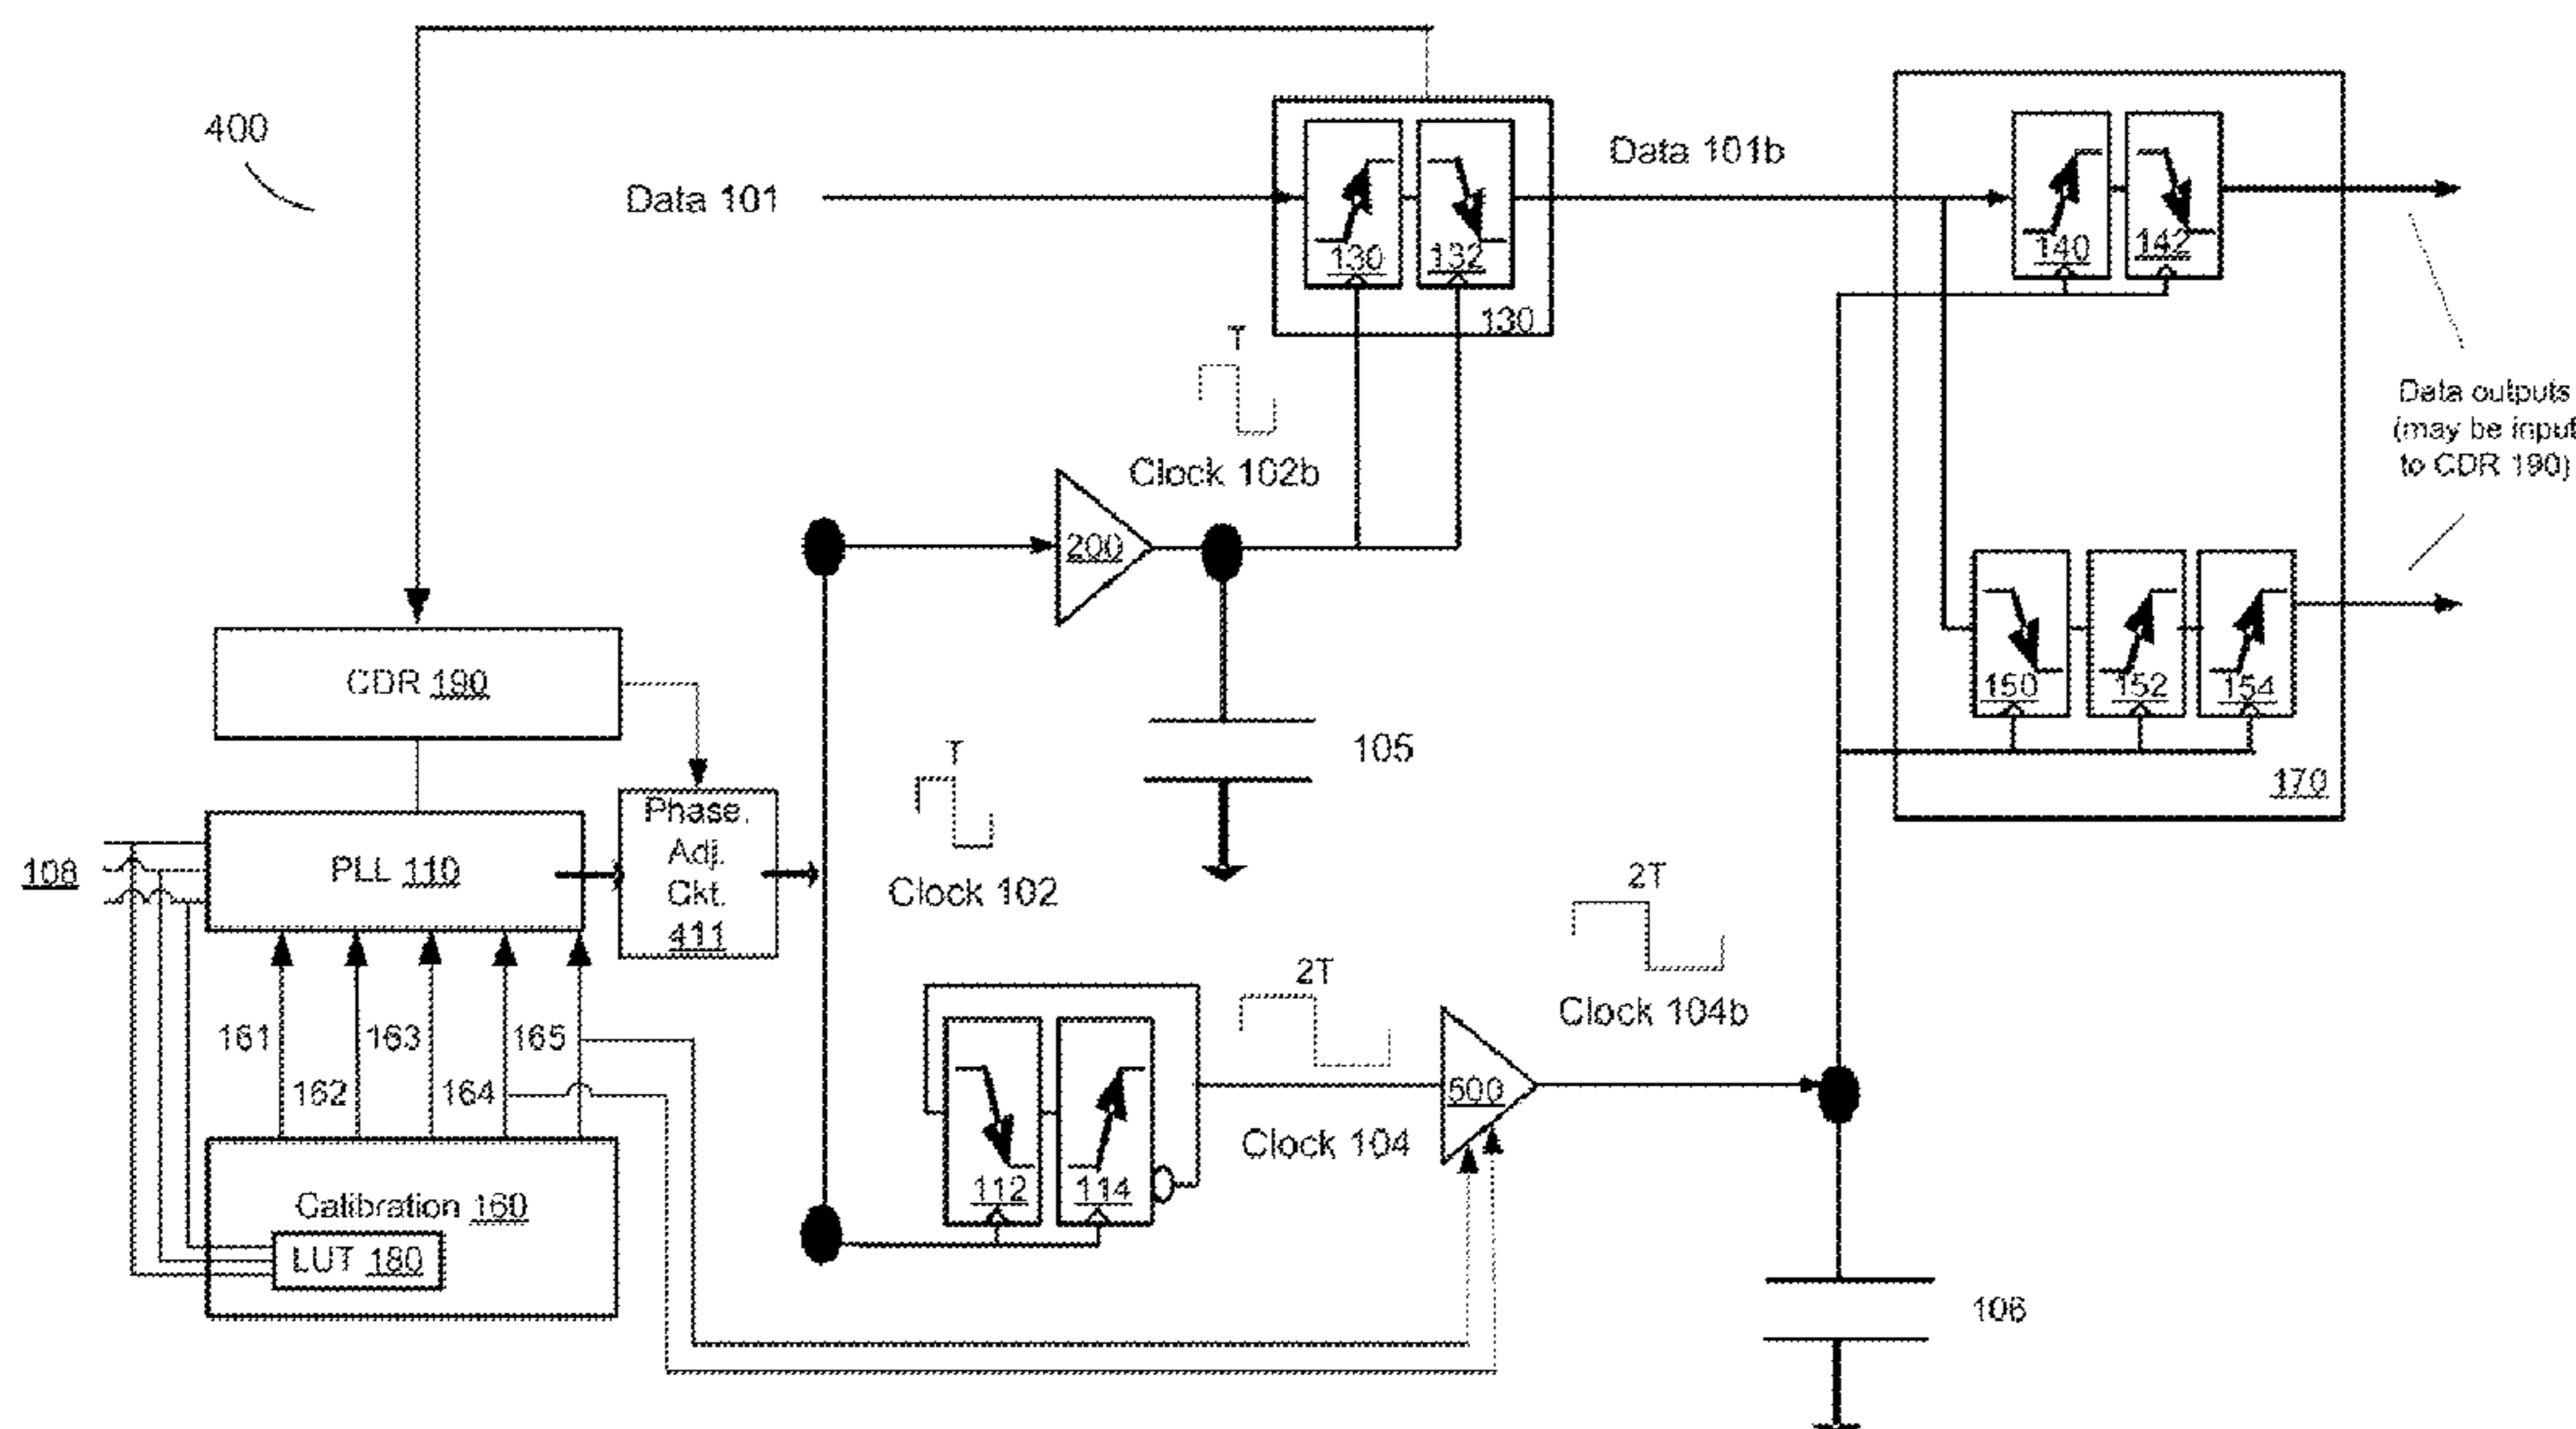 400
Data 101
130
132
130
Data 101b
140
142
T
Clock 102b
200
Data outputs
(may be input
to CDR 190)
CDR 190
150
152
154
170
105
T
Clock 102
Phase.
Adj.
Ckt.
411
108
PLL 110
2T
Clock 104b
2T
161
163
165
162
164
500
Clock 104
112
114
Calibration 160
LUT 180
106